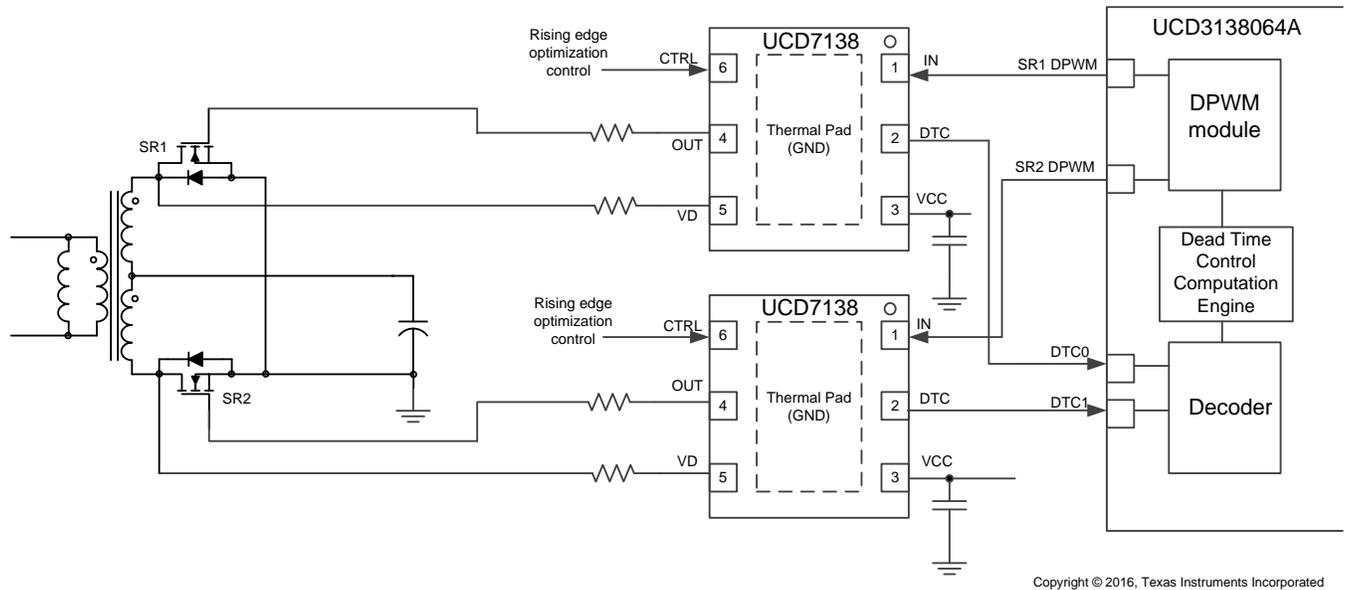 UCD3138064A
UCD7138
Rising edge
optimization
control
CTRL
6
1
IN
SR1 DPWM
DPWM
module
SR1
4
OUT
Thermal Pad
(GND)
2
DTC
SR2 DPWM
5
VD
3
VCC
Dead Time
Control
Computation
Engine
UCD7138
Rising edge
optimization
control
CTRL
6
1
IN
DTC0
SR2
OUT
4
Thermal Pad
(GND)
2
DTC
DTC1
Decoder
VD
5
3
VCC
Copyright © 2016, Texas Instruments Incorporated